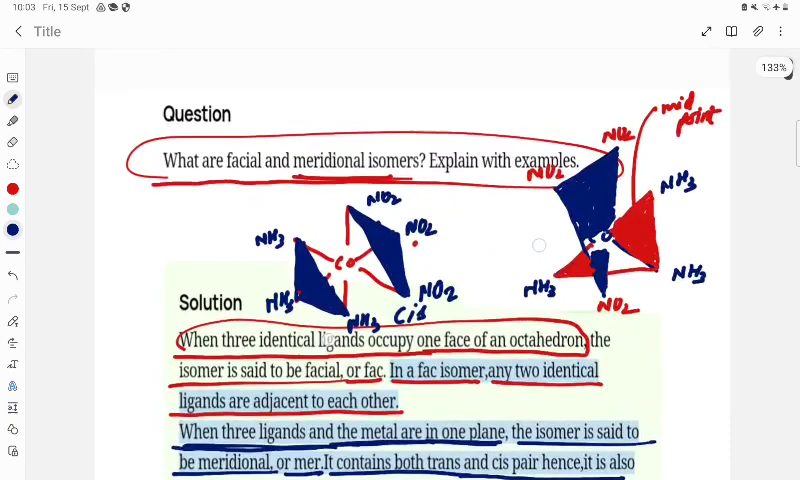 10:03 Fri, 15 Sept
Title
133%
Question
What are facial and meridional isomers? Explain with examples.
mid point
NO2
NO2
NH3
Co
NH3
NH3
NO2
NO2
NH3
NO2
Co
NH3
NO2
NH3
Cis
Solution
When three identical ligands occupy one face of an octahedron, the
isomer is said to be facial, or fac. In a fac isomer,any two identical
ligands are adjacent to each other.
When three ligands and the metal are in one plane, the isomer is said to
be meridional, or mer.It contains both trans and cis pair hence,it is also